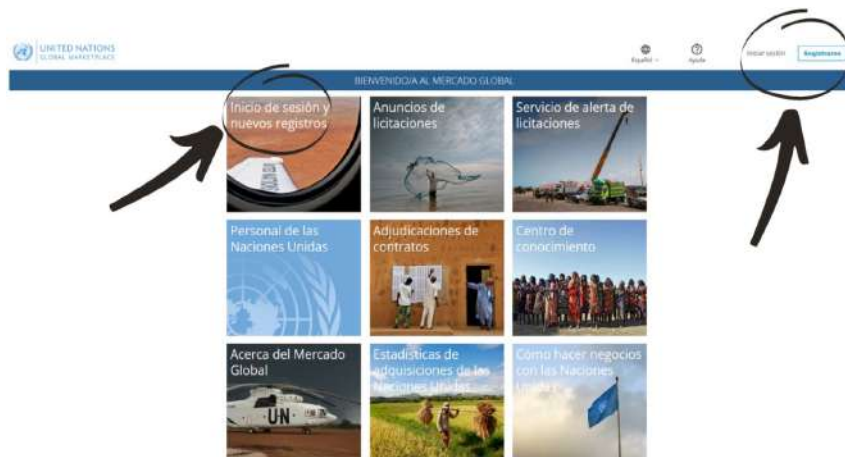 UNITED NATIONS
GLOBAL MARKETPLACE
Español
Ayuda
Iniciar sesión
Registrarse
BIENVENIDO/A AL MERCADO GLOBAL
Inicio de sesión y
nuevos registros
Anuncios de
licitaciones
Servicio de alerta de
licitaciones
Personal de las
Naciones Unidas
Adjudicaciones de
contratos
Centro de
conocimiento
Acerca del Mercado
Global
UN
Estadísticas de
adquisiciones de las
Naciones Unidas
Cómo hacer negocios
con las Naciones
Unidas